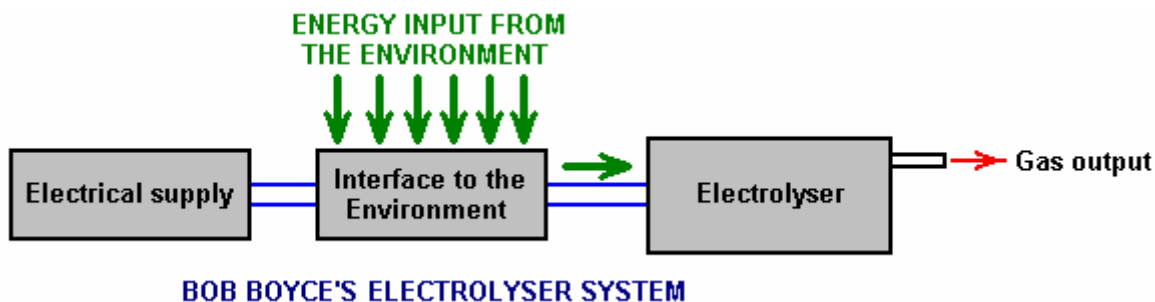 ENERGY INPUT FROM
THE ENVIRONMENT
Electrical supply
Interface to the
Environment
Electrolyser
Gas output
BOB BOYCE'S ELECTROLYSER SYSTEM